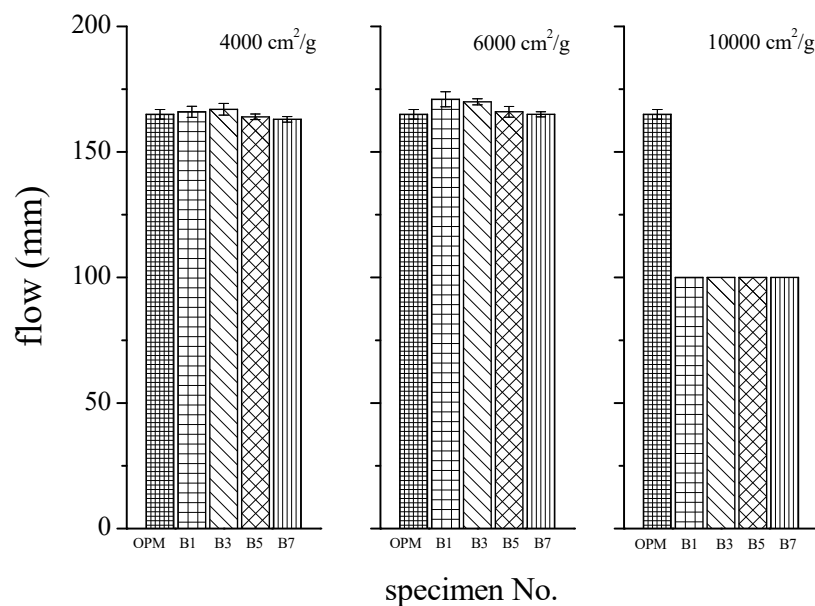 200
150
100
50
0
flow (mm)
4000 cm²/g
6000 cm²/g
10000 cm²/g
OPM B1 B3 B5 B7
OPM B1 B3 B5 B7
OPM B1 B3 B5 B7
specimen No.